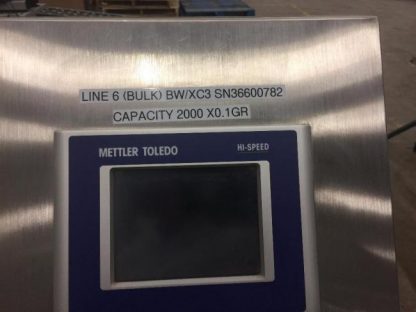 LINE 6 (BULK) BW/XC3 SN36600782
CAPACITY 2000 X0.1GR
METTLER TOLEDO HI-SPEED